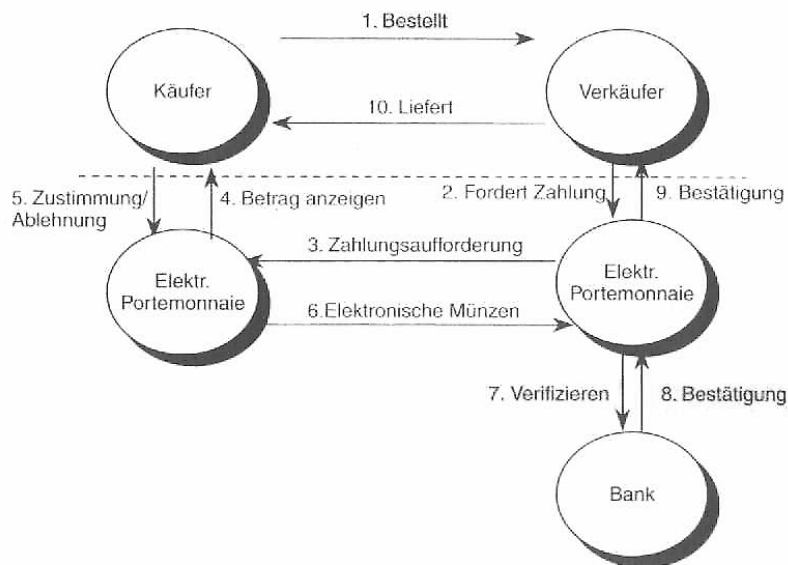 1. Bestellt
Käufer
Verkäufer
10. Liefert
5. Zustimmung/
Ablehnung
4. Betrag anzeigen
2. Fordert Zahlung
9. Bestätigung
3. Zahlungsaufforderung
Elektr.
Portemonnaie
Elektr.
Portemonnaie
6.Elektronische Münzen
7. Verifizieren
8. Bestätigung
Bank